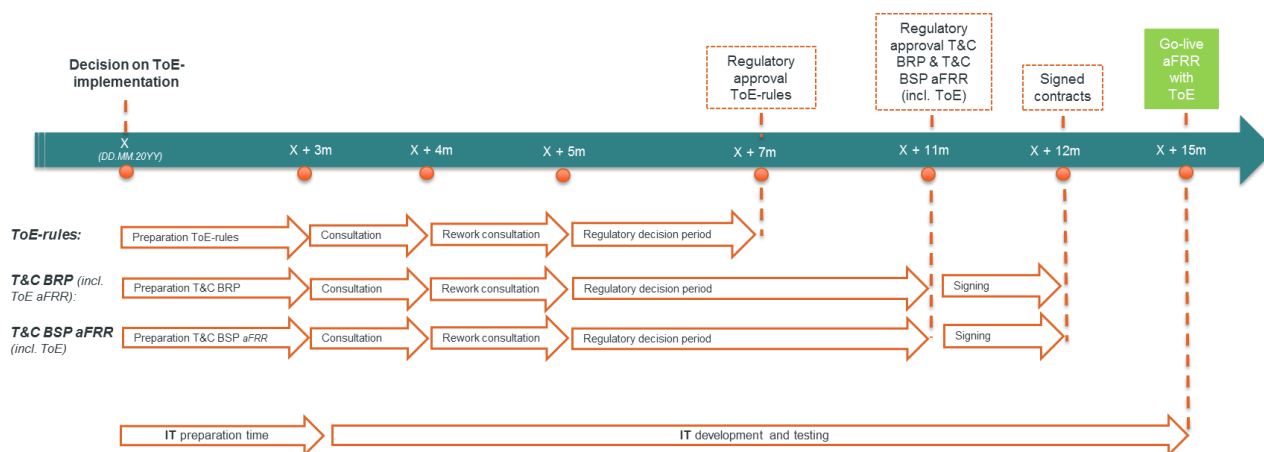 Decision on ToE-
implementation
Regulatory
approval
ToE-rules
Regulatory
approval T&C
BRP & T&C
BSP aFRR
(incl. ToE)
Signed
contracts
Go-live
aFRR
with
ToE
X
(DD.MM.20YY)
X + 3m
X + 4m
X + 5m
X + 7m
X + 11m
X + 12m
X + 15m
ToE-rules:
Preparation ToE-rules
Consultation
Rework consultation
Regulatory decision period
T&C BRP (incl.
ToE aFRR):
Preparation T&C BRP
Consultation
Rework consultation
Regulatory decision period
Signing
T&C BSP aFRR
(incl. ToE)
Preparation T&C BSP aFRR
Consultation
Rework consultation
Regulatory decision period
Signing
IT preparation time
IT development and testing